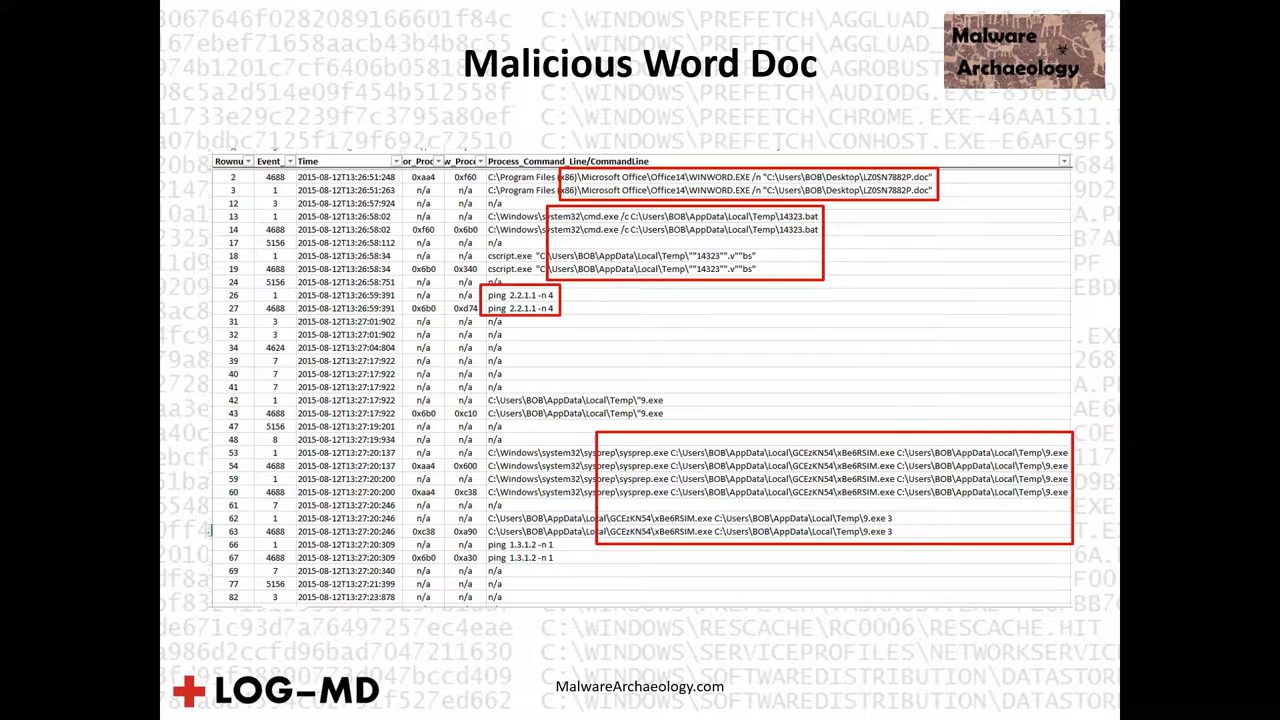 Malicious Word Doc
Malware
Archaeology
Rownu Event_ Time or_Proc w_Proc Process_Command_Line/CommandLine
2 4688 2015-08-12T13:26:51:248 0xaa4 0xf60 C:\Program Files (x86)\Microsoft Office\Office14\WINWORD.EXE /n "C:\Users\BOB\Desktop\LZ0SN7882P.doc"
3 1 2015-08-12T13:26:51:263 n/a n/a C:\Program Files (x86)\Microsoft Office\Office14\WINWORD.EXE /n "C:\Users\BOB\Desktop\LZ0SN7882P.doc"
12 3 2015-08-12T13:26:57:924 n/a n/a n/a
13 1 2015-08-12T13:26:58:02 n/a n/a C:\Windows\system32\cmd.exe /c C:\Users\BOB\AppData\Local\Temp\14323.bat
14 4688 2015-08-12T13:26:58:02 0xf60 0x6b0 C:\Windows\system32\cmd.exe /c C:\Users\BOB\AppData\Local\Temp\14323.bat
17 5156 2015-08-12T13:26:58:112 n/a n/a n/a
18 1 2015-08-12T13:26:58:34 n/a n/a cscript.exe "C:\Users\BOB\AppData\Local\Temp\""14323"".v""bs"
19 4688 2015-08-12T13:26:58:34 0x6b0 0x340 cscript.exe "C:\Users\BOB\AppData\Local\Temp\""14323"".v""bs"
24 5156 2015-08-12T13:26:58:751 n/a n/a n/a
26 1 2015-08-12T13:26:59:391 n/a n/a ping 2.2.1.1 -n 4
27 4688 2015-08-12T13:26:59:391 0x6b0 0xd74 ping 2.2.1.1 -n 4
31 3 2015-08-12T13:27:01:902 n/a n/a n/a
32 3 2015-08-12T13:27:01:902 n/a n/a n/a
34 4624 2015-08-12T13:27:04:804 n/a n/a n/a
39 7 2015-08-12T13:27:17:922 n/a n/a n/a
40 7 2015-08-12T13:27:17:922 n/a n/a n/a
41 7 2015-08-12T13:27:17:922 n/a n/a n/a
42 1 2015-08-12T13:27:17:922 n/a n/a C:\Users\BOB\AppData\Local\Temp\"9.exe
43 4688 2015-08-12T13:27:17:922 0x6b0 0xc10 C:\Users\BOB\AppData\Local\Temp\"9.exe
47 5156 2015-08-12T13:27:19:201 n/a n/a n/a
48 8 2015-08-12T13:27:19:934 n/a n/a n/a
53 1 2015-08-12T13:27:20:137 n/a n/a C:\Windows\system32\sysprep\sysprep.exe C:\Users\BOB\AppData\Local\GCEzKN54\xBe6RSIM.exe C:\Users\BOB\AppData\Local\Temp\9.exe
54 4688 2015-08-12T13:27:20:137 0xaa4 0x600 C:\Windows\system32\sysprep\sysprep.exe C:\Users\BOB\AppData\Local\GCEzKN54\xBe6RSIM.exe C:\Users\BOB\AppData\Local\Temp\9.exe
59 1 2015-08-12T13:27:20:200 n/a n/a C:\Windows\system32\sysprep\sysprep.exe C:\Users\BOB\AppData\Local\GCEzKN54\xBe6RSIM.exe C:\Users\BOB\AppData\Local\Temp\9.exe
60 4688 2015-08-12T13:27:20:200 0xaa4 0xc38 C:\Windows\system32\sysprep\sysprep.exe C:\Users\BOB\AppData\Local\GCEzKN54\xBe6RSIM.exe C:\Users\BOB\AppData\Local\Temp\9.exe
61 7 2015-08-12T13:27:20:246 n/a n/a n/a
62 1 2015-08-12T13:27:20:246 n/a n/a C:\Users\BOB\AppData\Local\GCEzKN54\xBe6RSIM.exe C:\Users\BOB\AppData\Local\Temp\9.exe 3
63 4688 2015-08-12T13:27:20:246 0xc38 0xa90 C:\Users\BOB\AppData\Local\GCEzKN54\xBe6RSIM.exe C:\Users\BOB\AppData\Local\Temp\9.exe 3
66 1 2015-08-12T13:27:20:309 n/a n/a ping 1.3.1.2 -n 1
67 4688 2015-08-12T13:27:20:309 0x6b0 0xa30 ping 1.3.1.2 -n 1
69 7 2015-08-12T13:27:20:340 n/a n/a n/a
77 5156 2015-08-12T13:27:21:399 n/a n/a n/a
82 3 2015-08-12T13:27:23:878 n/a n/a n/a
LOG-MD
MalwareArchaeology.com